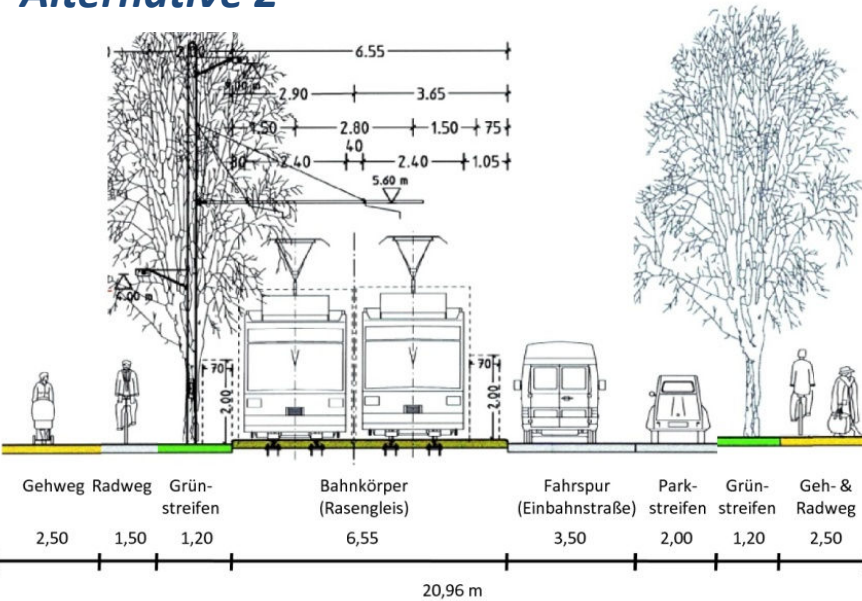 Alternative 2
6.55
2.90 3.65
1.50 2.80 1.50 75
40
2.40 2.40 1.05
5.60 m
4.00 m
70 70
2.00 2.00
Gehweg Radweg Grün- Bahnkörper Fahrspur Park- Grün- Geh- &
streifen (Rasengleis) (Einbahnstraße) streifen streifen Radweg
2,50 1,50 1,20 6,55 3,50 2,00 1,20 2,50
20,96 m